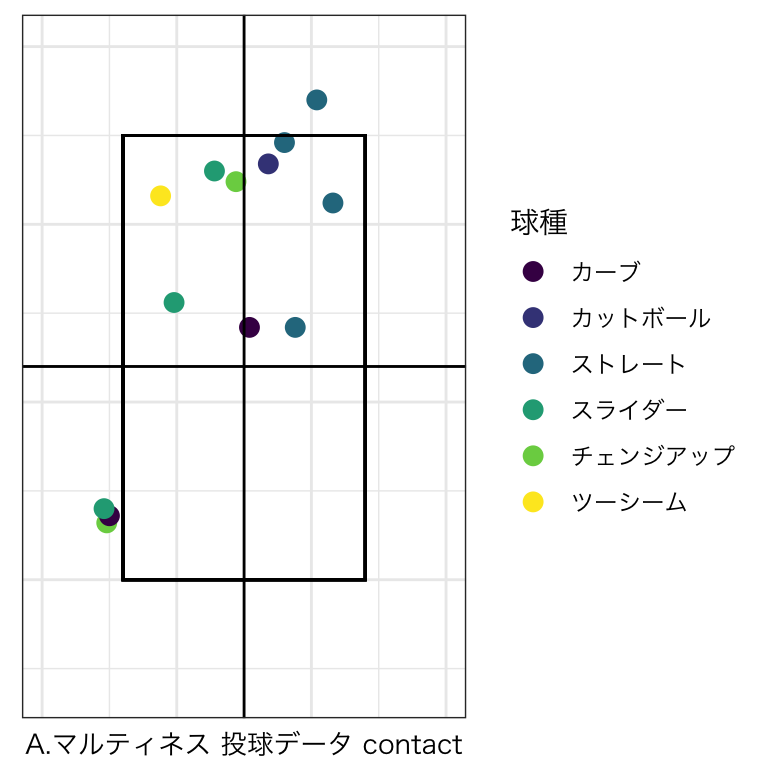 球種
カーブ
カットボール
ストレート
スライダー
チェンジアップ
ツーシーム
A.マルティネス 投球データ contact